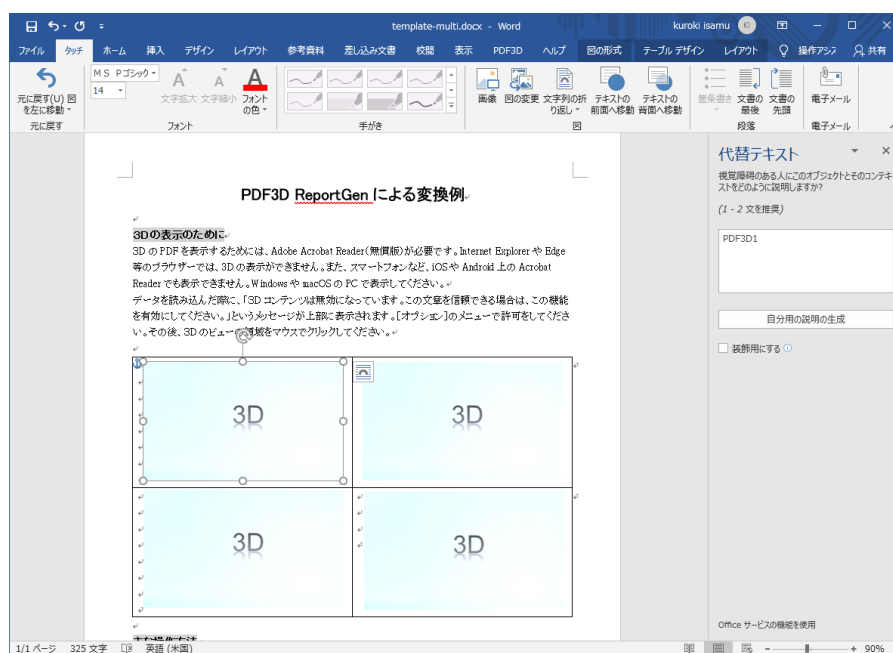 template-multi.docx - Word
kuroki isamu
KI
ファイル タッチ ホーム 挿入 デザイン レイアウト 参考資料 差し込み文書 校閲 表示 PDF3D ヘルプ 図の形式 テーブル デザイン レイアウト 操作アシス 共有
元に戻す(U) 図を左に移動
元に戻す
ＭＳ Ｐゴシック
14
文字拡大 文字縮小 フォントの色
フォント
手がき
画像 図の変更 文字列の折り返し テキストの前面へ移動 テキストの背面へ移動
図
箇条書き 文書の最後 文書の先頭
段落
電子メール
電子メール
PDF3D ReportGen による変換例
3Dの表示のために
3D の PDF を表示するためには、Adobe Acrobat Reader(無償版)が必要です。Internet Explorer や Edge
等のブラウザーでは、3D の表示ができません。また、スマートフォンなど、iOS や Android 上の Acrobat
Reader でも表示できません。Windows や macOS の PC で表示してください。
データを読み込んだ際に、「3D コンテンツは無効になっています。この文章を信頼できる場合は、この機能
を有効にしてください。」というメッセージが上部に表示されます。[オプション]のメニューで許可をしてくださ
い。その後、3D のビューの領域をマウスでクリックしてください。
3D
3D
3D
3D
主な操作方法
代替テキスト
視覚障碍のある人にこのオブジェクトとそのコンテキ
ストをどのように説明しますか?
(1 - 2 文を推奨)
PDF3D1
自分用の説明の生成
装飾用にする
Office サービスの機能を使用
1/1 ページ 325 文字 英語 (米国)
90%